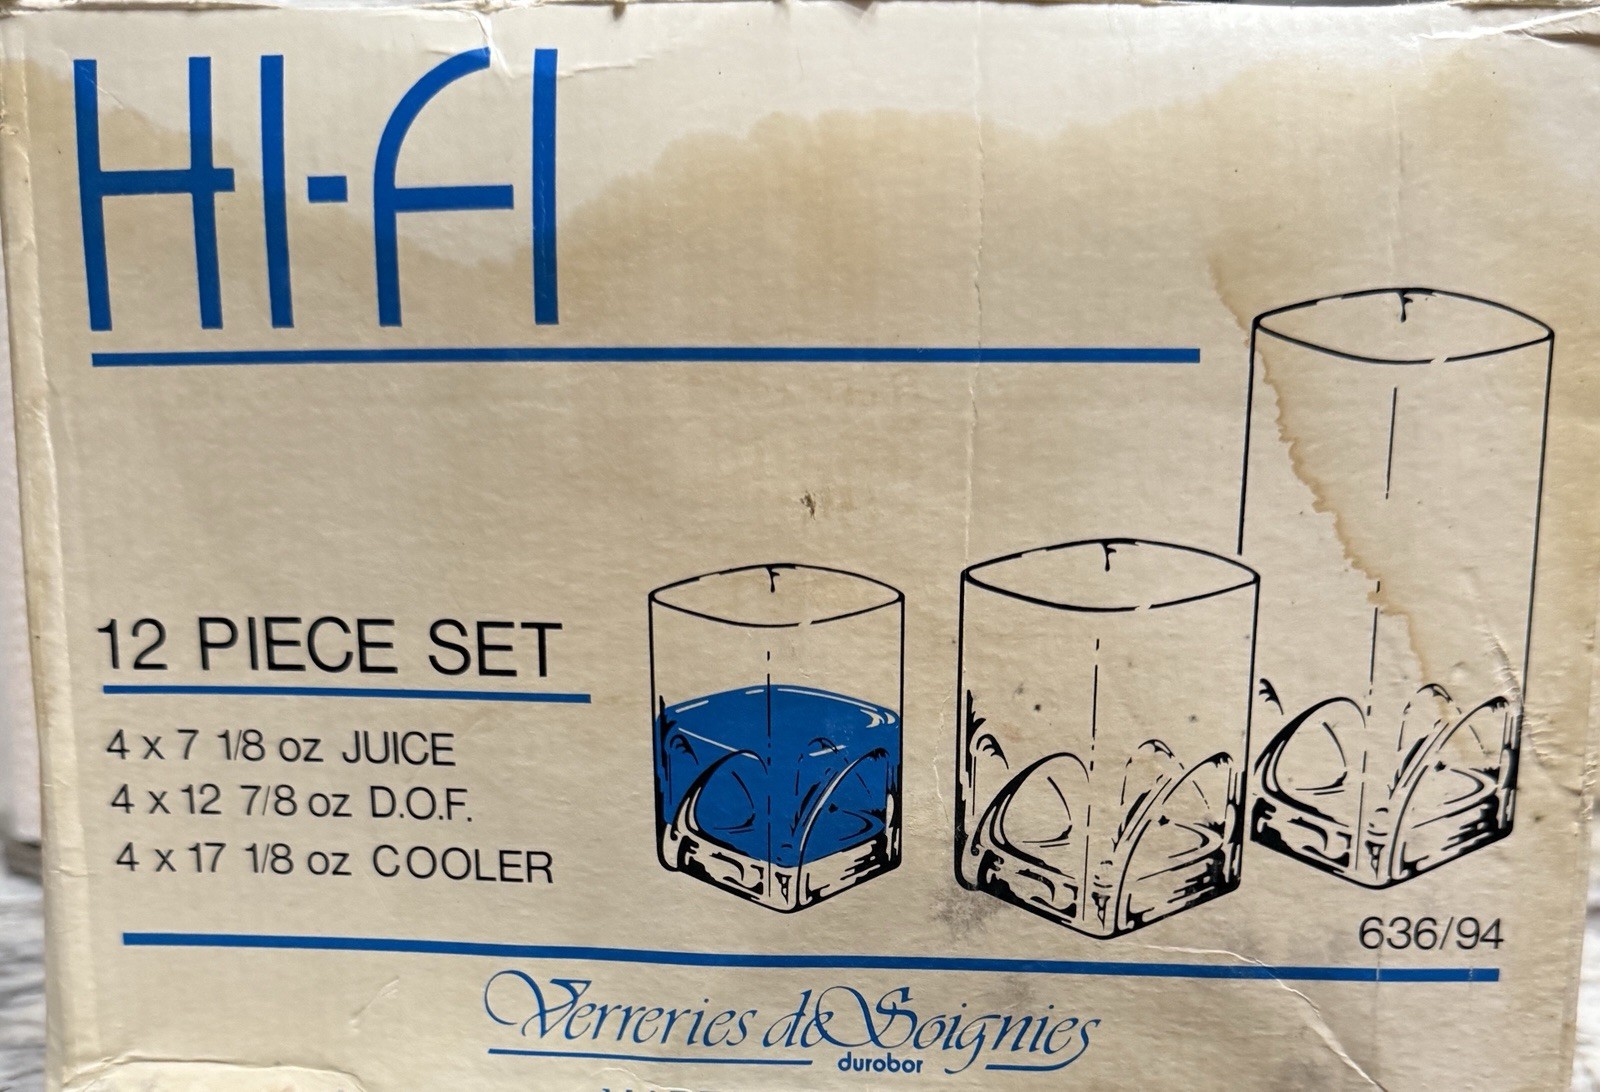 HI-FI
12 PIECE SET
4 x 7 1/8 oz JUICE
4 x 12 7/8 oz D.O.F.
4 x 17 1/8 oz COOLER
636/94
Verreries de Soignies
durobor